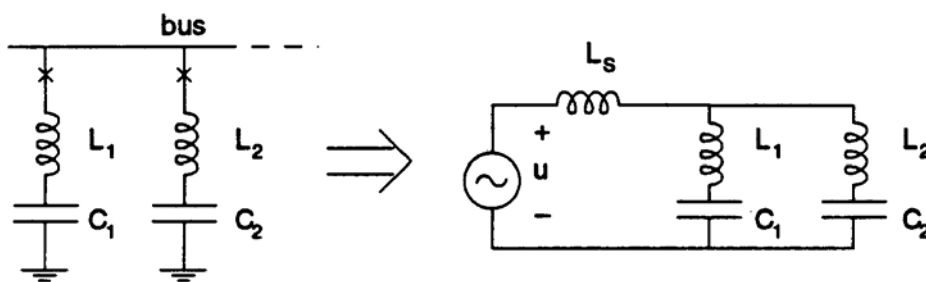 bus
L₁
L₂
C₁
C₂
Lₛ
+
u
−
L₁
L₂
C₁
C₂